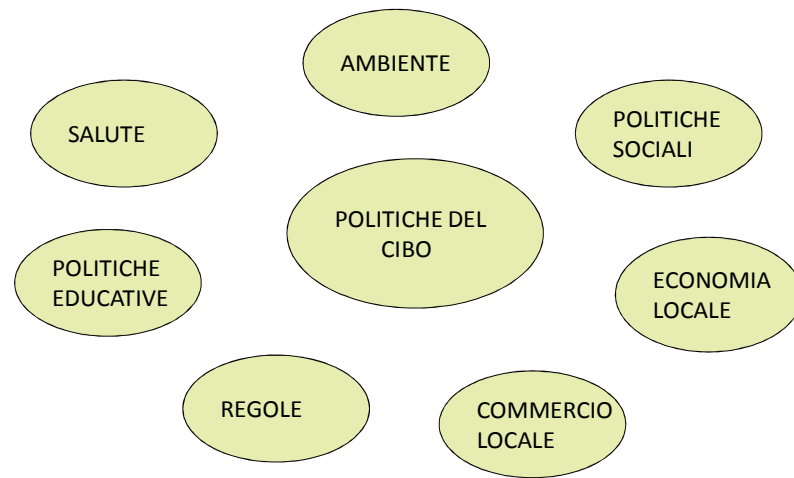 AMBIENTE
SALUTE
POLITICHE
SOCIALI
POLITICHE DEL
CIBO
POLITICHE
EDUCATIVE
ECONOMIA
LOCALE
REGOLE
COMMERCIO
LOCALE